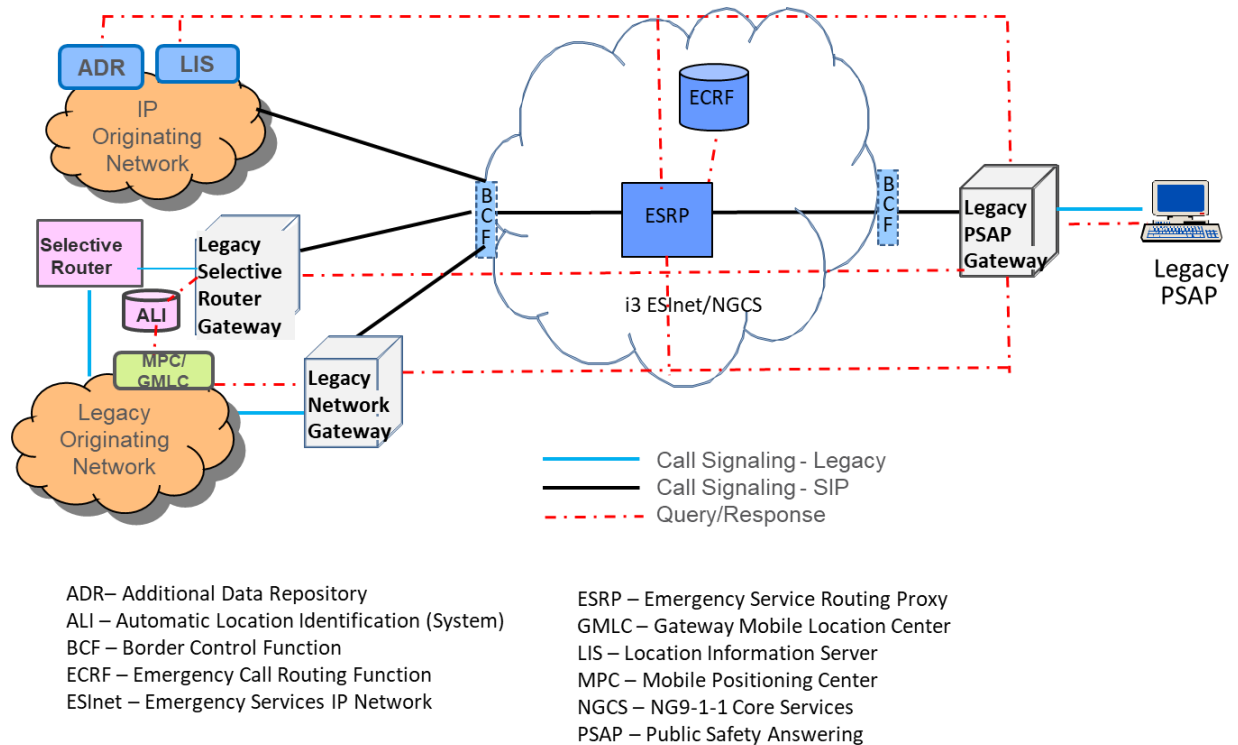 ADR
LIS
IP
Originating
Network
ECRF
B
C
F
ESRP
B
C
F
Legacy
PSAP
Gateway
Legacy
PSAP
Selective
Router
Legacy
Selective
Router
Gateway
ALI
i3 ESInet/NGCS
MPC/
GMLC
Legacy
Network
Gateway
Legacy
Originating
Network
Call Signaling - Legacy
Call Signaling - SIP
Query/Response
ADR– Additional Data Repository
ALI – Automatic Location Identification (System)
BCF – Border Control Function
ECRF – Emergency Call Routing Function
ESInet – Emergency Services IP Network
ESRP – Emergency Service Routing Proxy
GMLC – Gateway Mobile Location Center
LIS – Location Information Server
MPC – Mobile Positioning Center
NGCS – NG9-1-1 Core Services
PSAP – Public Safety Answering